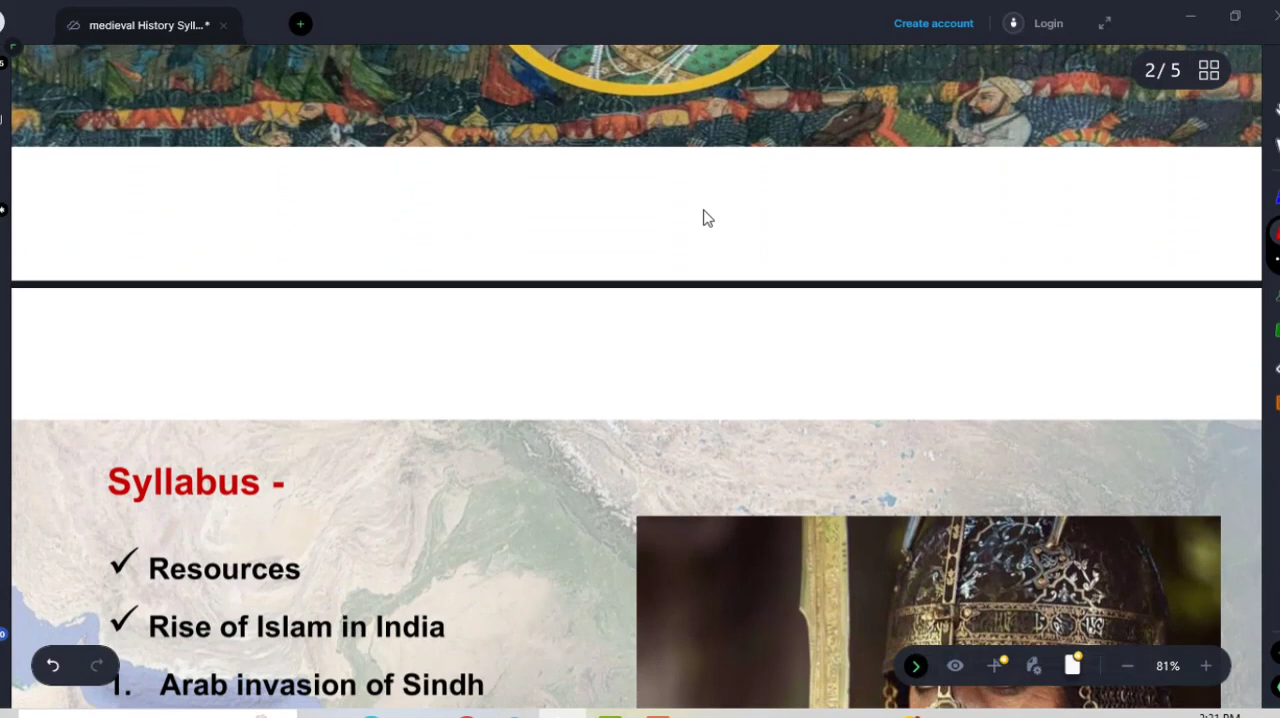 medieval History Syll...*
Create account
Login
2/5
Syllabus -
Resources
Rise of Islam in India
1. Arab invasion of Sindh
81%